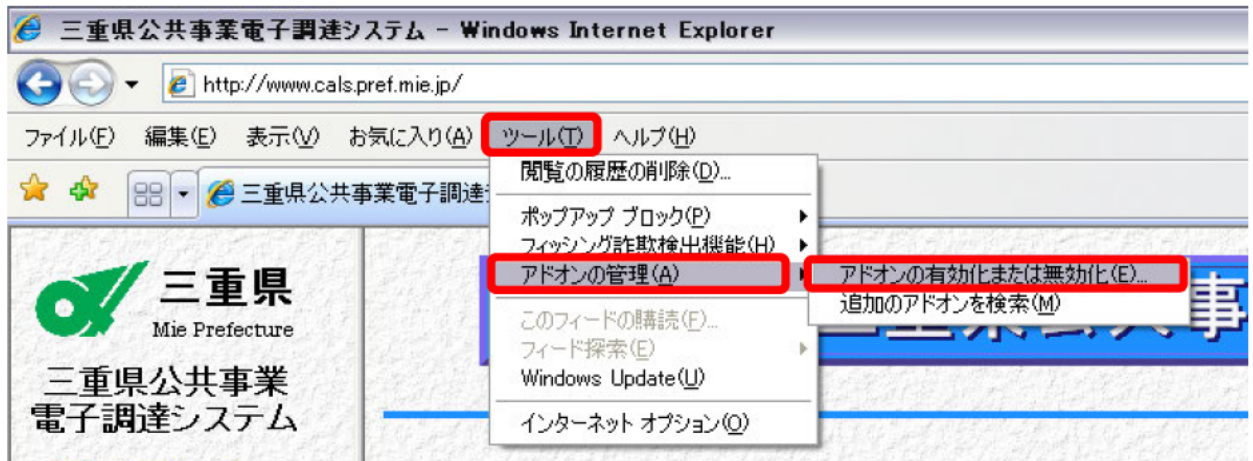 三重県公共事業電子調達システム - Windows Internet Explorer
http://www.cals.pref.mie.jp/
ファイル(F) 編集(E) 表示(V) お気に入り(A) ツール(T) ヘルプ(H)
閲覧の履歴の削除(D)...
三重県公共事業電子調達
ポップアップ ブロック(P)
フィッシング詐欺検出機能(H)
アドオンの管理(A)
アドオンの有効化または無効化(E)...
追加のアドオンを検索(M)
このフィードの購読(F)...
フィード探索(E)
Windows Update(U)
インターネット オプション(O)
三重県
Mie Prefecture
三重県公共事業
電子調達システム
事